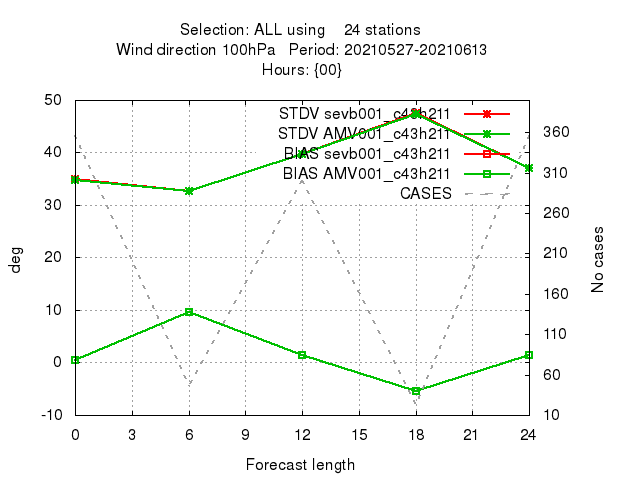 Selection: ALL using    24 stations
Wind direction 100hPa   Period: 20210527-20210613
Hours: {00}
STDV sevb001_c43h211
STDV AMV001_c43h211
BIAS sevb001_c43h211
BIAS AMV001_c43h211
CASES
deg
50
40
30
20
10
0
-10
No cases
360
310
260
210
160
110
60
10
0 3 6 9 12 15 18 21 24
Forecast length